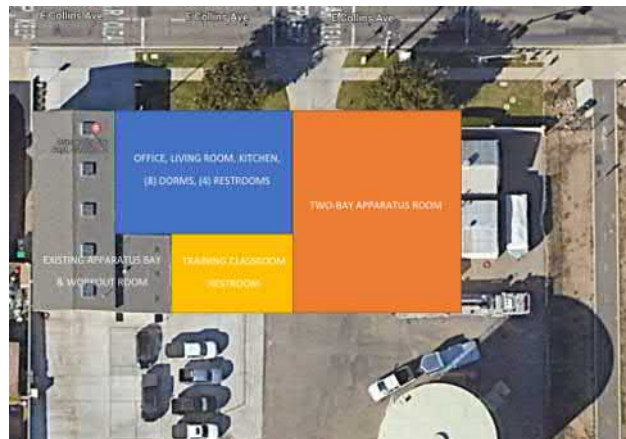 E Collins Ave E Collins Ave E Collins Ave
OFFICE, LIVING ROOM, KITCHEN,
(8) DORMS, (4) RESTROOMS
TWO-BAY APPARATUS ROOM
EXISTING APPARATUS BAY
& WORKOUT ROOM
TRAINING CLASSROOM
RESTROOM